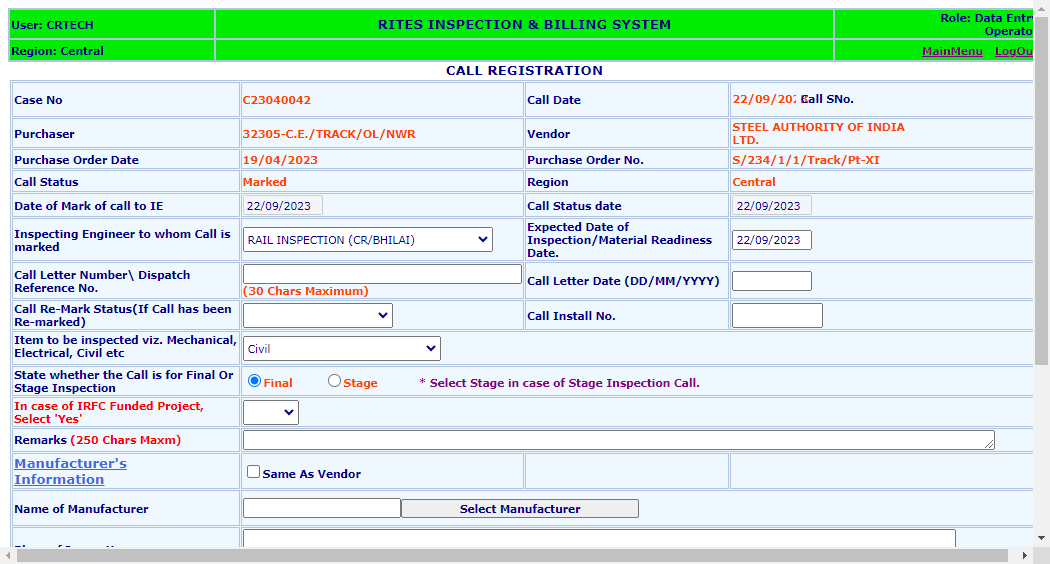 User: CRTECH
RITES INSPECTION & BILLING SYSTEM
Role: Data Entr
Operato
Region: Central
MainMenu LogOu
CALL REGISTRATION
Case No
C23040042
Call Date
22/09/202
Call SNo.
Purchaser
32305-C.E./TRACK/OL/NWR
Vendor
STEEL AUTHORITY OF INDIA
LTD.
Purchase Order Date
19/04/2023
Purchase Order No.
S/234/1/1/Track/Pt-XI
Call Status
Marked
Region
Central
Date of Mark of call to IE
22/09/2023
Call Status date
22/09/2023
Inspecting Engineer to whom Call is
marked
RAIL INSPECTION (CR/BHILAI)
Expected Date of
Inspection/Material Readiness
Date.
22/09/2023
Call Letter Number\ Dispatch
Reference No.
(30 Chars Maximum)
Call Letter Date (DD/MM/YYYY)
Call Re-Mark Status(If Call has been
Re-marked)
Call Install No.
Item to be inspected viz. Mechanical,
Electrical, Civil etc
Civil
State whether the Call is for Final Or
Stage Inspection
Final
Stage
* Select Stage in case of Stage Inspection Call.
In case of IRFC Funded Project,
Select 'Yes'
Remarks (250 Chars Maxm)
Manufacturer's
Information
Same As Vendor
Name of Manufacturer
Select Manufacturer